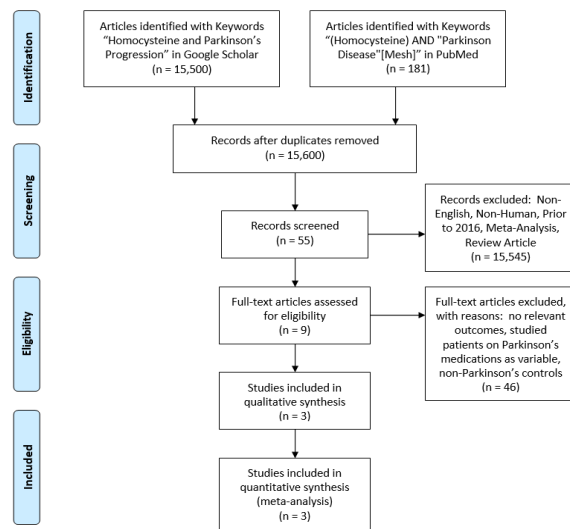 Identification
Articles identified with Keywords
“Homocysteine and Parkinson’s
Progression” in Google Scholar
(n = 15,500)
Articles identified with Keywords
“(Homocysteine) AND "Parkinson
Disease"[Mesh]” in PubMed
(n = 181)
Records after duplicates removed
(n = 15,600)
Screening
Records screened
(n = 55)
Records excluded: Non-
English, Non-Human, Prior
to 2016, Meta-Analysis,
Review Article
(n = 15,545)
Eligibility
Full-text articles assessed
for eligibility
(n = 9)
Full-text articles excluded,
with reasons: no relevant
outcomes, studied
patients on Parkinson’s
medications as variable,
non-Parkinson’s controls
(n = 46)
Studies included in
qualitative synthesis
(n = 3)
Included
Studies included in
quantitative synthesis
(meta-analysis)
(n = 3)